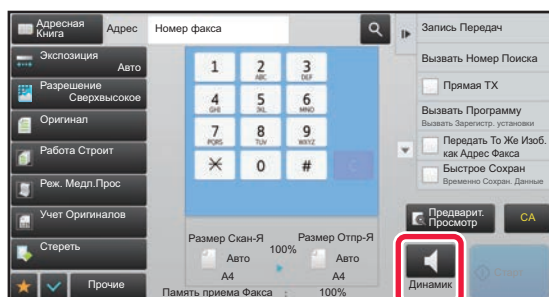 Адресная
Книга
Адрес
Номер факса
Экспозиция
Авто
Разрешение
Сверхвысокое
Оригинал
Работа Строит
Реж. Медл.Прос
Учет Оригиналов
Стереть
Прочие
1
2 ABC
3 DEF
4 GHI
5 JKL
6 MNO
7 PQRS
8 TUV
9 WXYZ
0
#
C
Размер Скан-Я
100%
Размер Отпр-Я
Авто
A4
Авто
A4
Память приема Факса : 100%
Запись Передач
Вызвать Номер Поиска
Прямая TX
Вызвать Программу
Вызвать Зарегистр. установки
Передать То Же Изоб.
как Адрес Факса
Быстрое Сохран
Временно Сохран. Данные
Предварит.
Просмотр
CA
Динамик
Старт